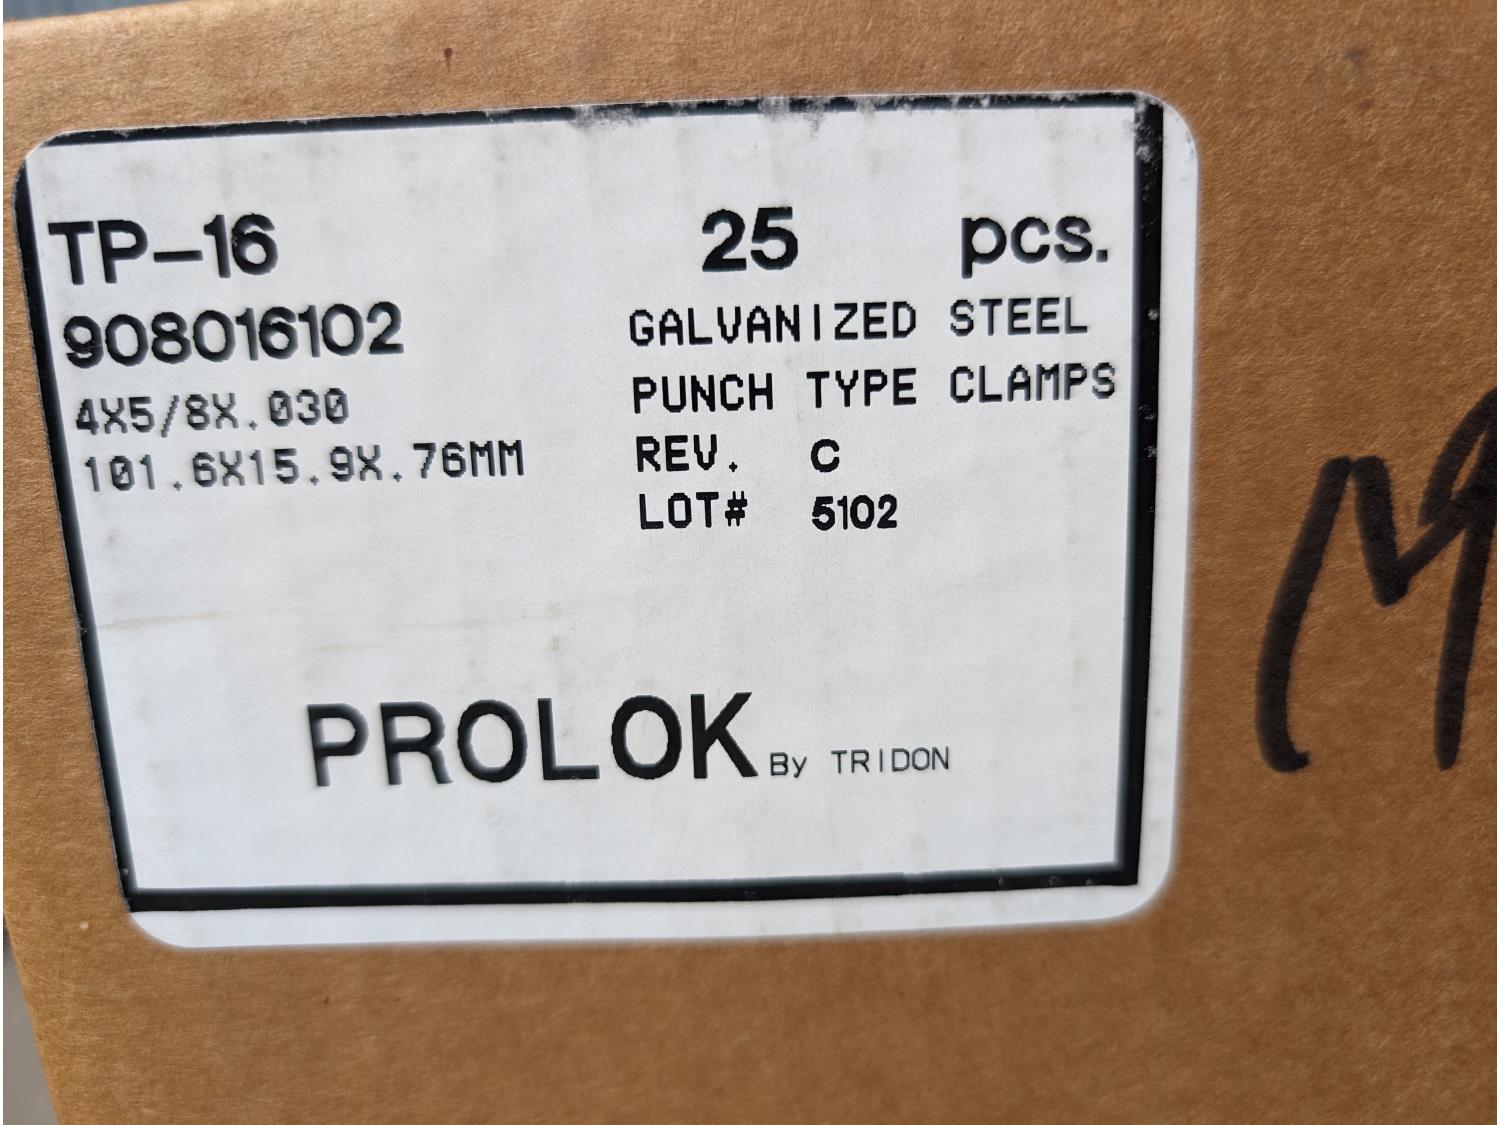 TP-16
908016102
4X5/8X.030
101.6X15.9X.76MM
25 pcs.
GALVANIZED STEEL
PUNCH TYPE CLAMPS
REV. C
LOT# 5102
PROLOK By TRIDON